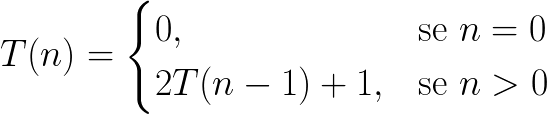 T(n) = { 0, se n = 0
2T(n − 1) + 1, se n > 0